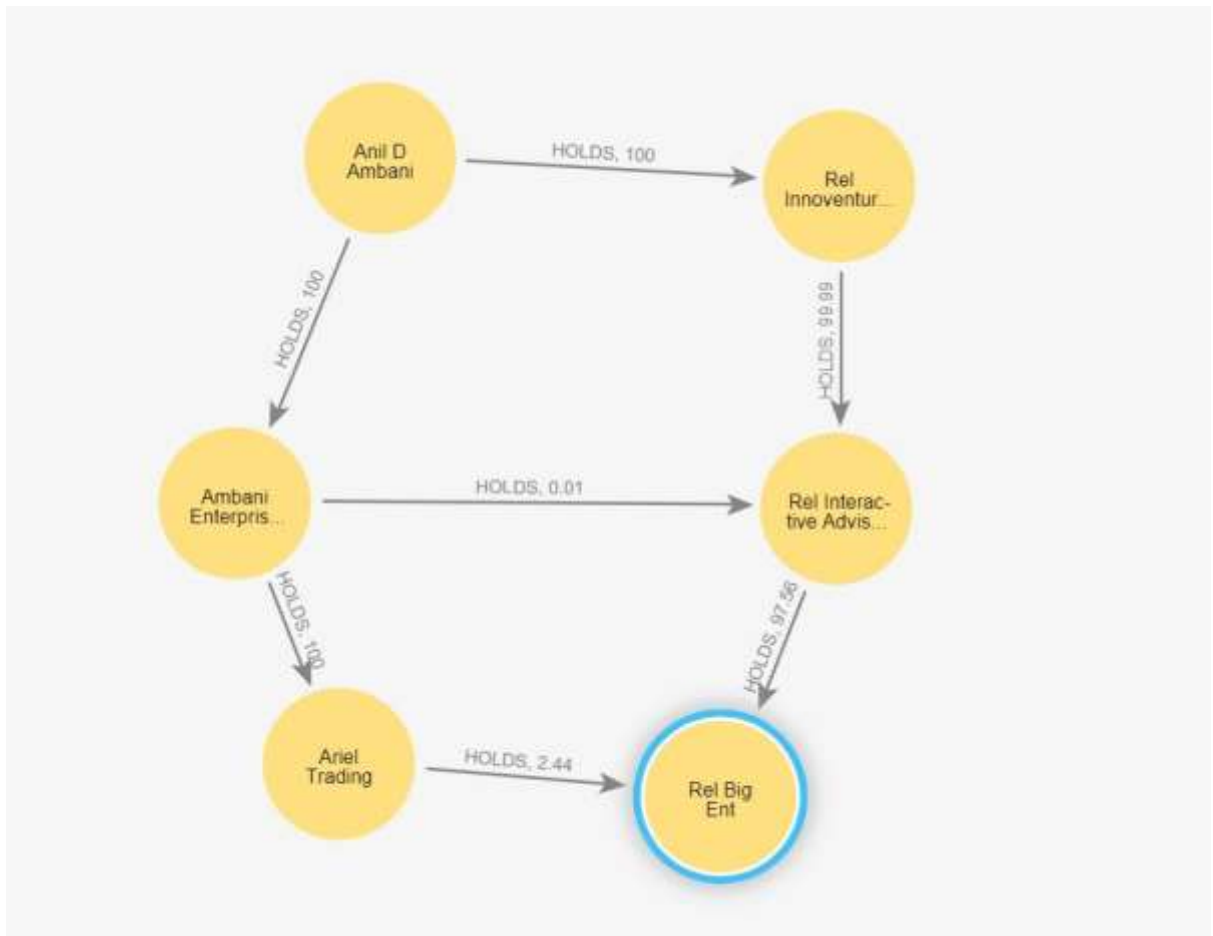 Anil D
Ambani
HOLDS, 100
Rel
Innoventur...
HOLDS, 100
HOLDS, 99.99
Ambani
Enterpris...
HOLDS, 0.01
Rel Interac-
tive Advis...
HOLDS, 100
HOLDS, 97.56
Ariel
Trading
HOLDS, 2.44
Rel Big
Ent